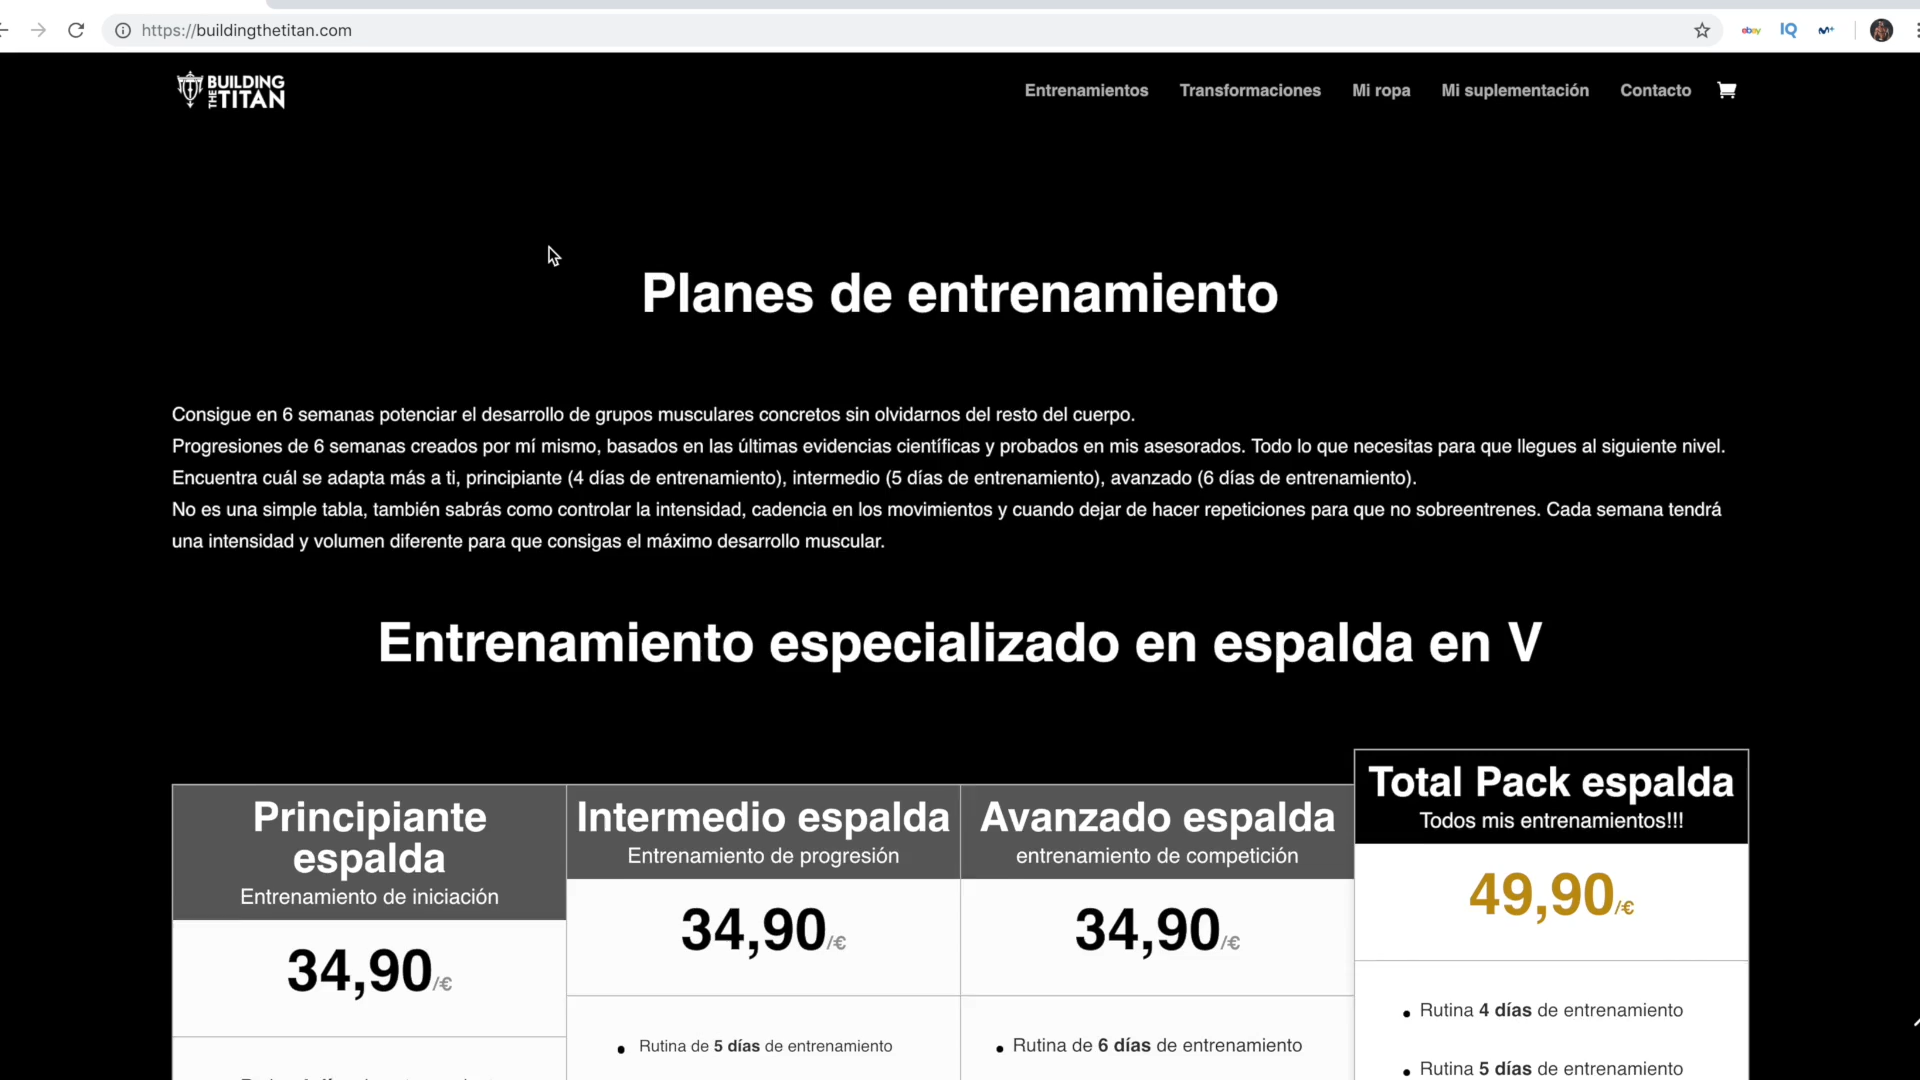 https://buildingthetitan.com
ebay
IQ
BUILDING
THE TITAN
Entrenamientos
Transformaciones
Mi ropa
Mi suplementación
Contacto
Planes de entrenamiento
Consigue en 6 semanas potenciar el desarrollo de grupos musculares concretos sin olvidarnos del resto del cuerpo.
Progresiones de 6 semanas creados por mí mismo, basados en las últimas evidencias científicas y probados en mis asesorados. Todo lo que necesitas para que llegues al siguiente nivel.
Encuentra cuál se adapta más a ti, principiante (4 días de entrenamiento), intermedio (5 días de entrenamiento), avanzado (6 días de entrenamiento).
No es una simple tabla, también sabrás como controlar la intensidad, cadencia en los movimientos y cuando dejar de hacer repeticiones para que no sobreentrenes. Cada semana tendrá
una intensidad y volumen diferente para que consigas el máximo desarrollo muscular.
Entrenamiento especializado en espalda en V
Principiante
espalda
Entrenamiento de iniciación
34,90/€
Intermedio espalda
Entrenamiento de progresión
34,90/€
Rutina de 5 días de entrenamiento
Avanzado espalda
entrenamiento de competición
34,90/€
Rutina de 6 días de entrenamiento
Total Pack espalda
Todos mis entrenamientos!!!
49,90/€
Rutina 4 días de entrenamiento
Rutina 5 días de entrenamiento